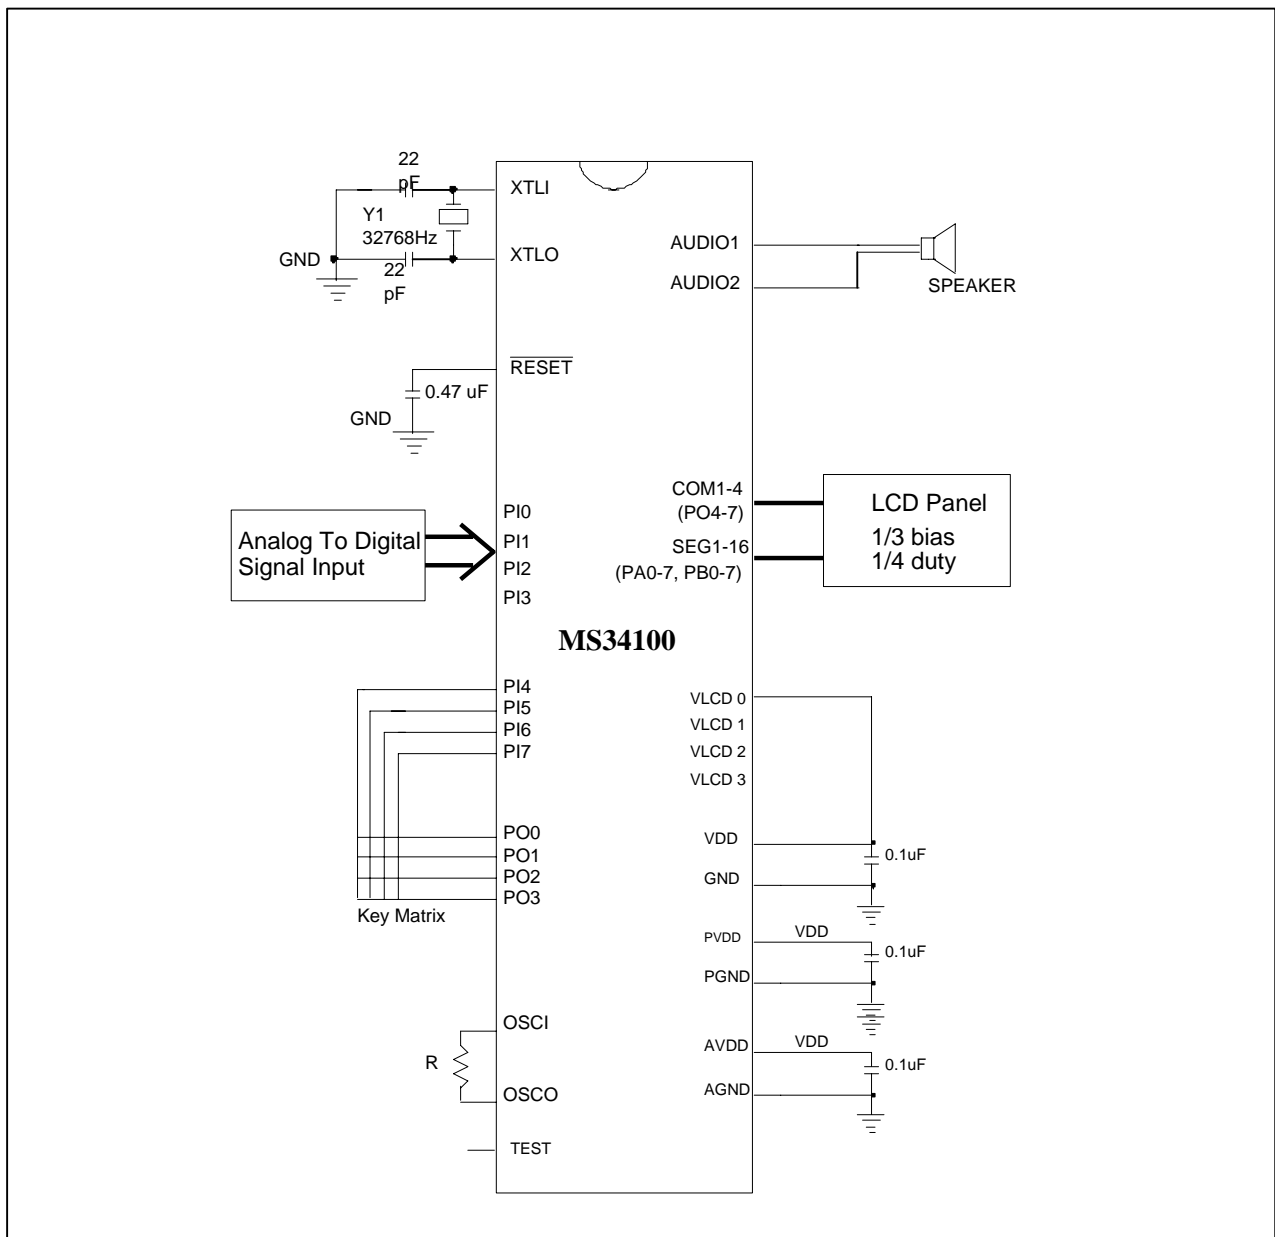 22
pF
XTLI
Y1
32768Hz
GND
XTLO
22
pF
AUDIO1
AUDIO2
SPEAKER
RESET
0.47 uF
GND
PI0
PI1
PI2
PI3
Analog To Digital
Signal Input
COM1-4
(PO4-7)
SEG1-16
(PA0-7, PB0-7)
LCD Panel
1/3 bias
1/4 duty
MS34100
PI4
PI5
PI6
PI7
VLCD 0
VLCD 1
VLCD 2
VLCD 3
PO0
PO1
PO2
PO3
Key Matrix
VDD
0.1uF
GND
PVDD
VDD
0.1uF
PGND
OSCI
R
OSCO
AVDD
VDD
0.1uF
AGND
TEST